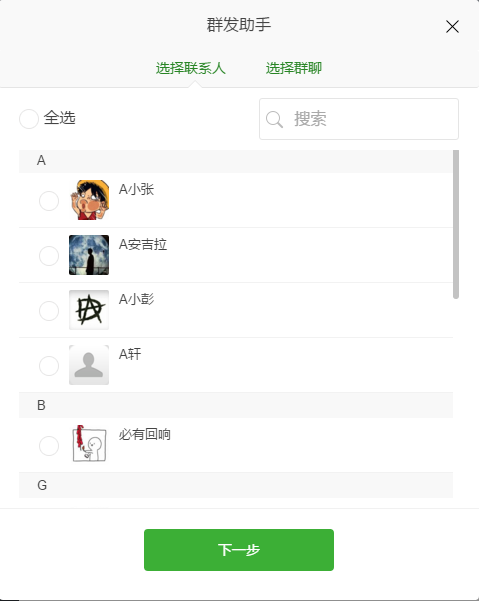 群发助手
选择联系人 选择群聊
全选 搜索
A
A小张
A安吉拉
A小彭
A轩
B
必有回响
G
下一步